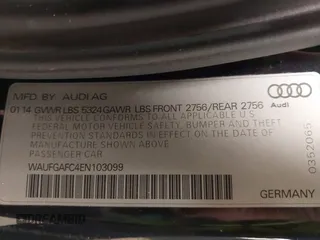 MFD. BY: AUDI AG
01 14 GVWR LBS 5324 GAWR LBS FRONT 2756/REAR 2756
Audi
THIS VEHICLE CONFORMS TO ALL APPLICABLE U.S
FEDERAL MOTOR VEHICLE SAFETY, BUMPER AND THEFT
PREVENTION STANDARDS IN EFFECT ON THE DATE OF
MANUFACTURE SHOWN ABOVE.
PASSENGER CAR
WAUFGAFC4EN103099
0352065
GERMANY
DREAMBID